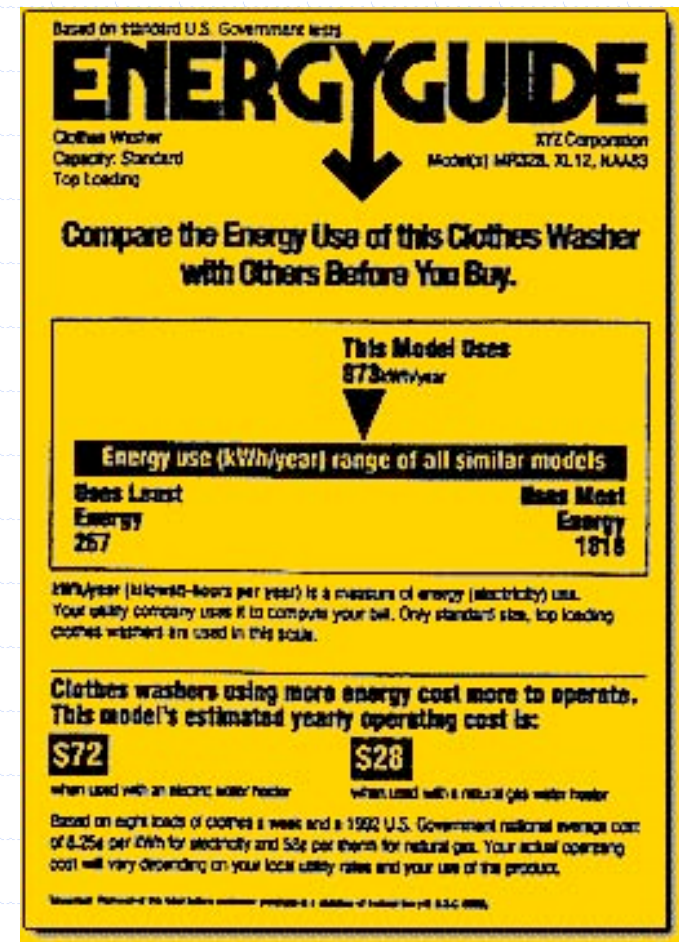 Based on standard U.S. Government tests
ENERGYGUIDE
Clothes Washer
Capacity: Standard
Top Loading
XYZ Corporation
Model(s) MR328, XL12, NAA83
Compare the Energy Use of this Clothes Washer
with Others Before You Buy.
This Model Uses
873kWh/year
Energy use (kWh/year) range of all similar models
Uses Least
Energy
267
Uses Most
Energy
1818
kWh/year (kilowatt-hours per year) is a measure of energy (electricity) use.
Your utility company uses it to compute your bill. Only standard size, top loading
clothes washers are used in this scale.
Clothes washers using more energy cost more to operate.
This model's estimated yearly operating cost is:
$72
when used with an electric water heater
$28
when used with a natural gas water heater
Based on eight loads of clothes a week and a 1992 U.S. Government national average cost
of 8.25¢ per kWh for electricity and 58¢ per therm for natural gas. Your actual operating
cost will vary depending on your local utility rates and your use of the product.